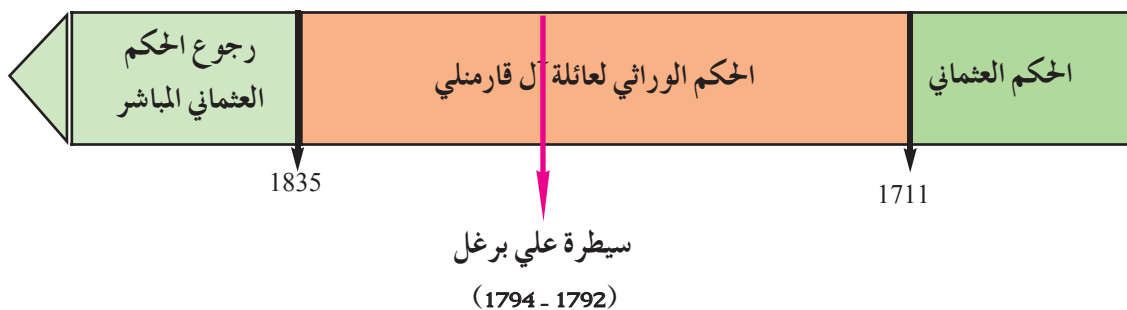 الحكم العثماني
الحكم الوراثي لعائلة آل قارمنلي
رجوع الحكم
العثماني المباشر
1711
1835
سيطرة علي برغل
(1792 - 1794)